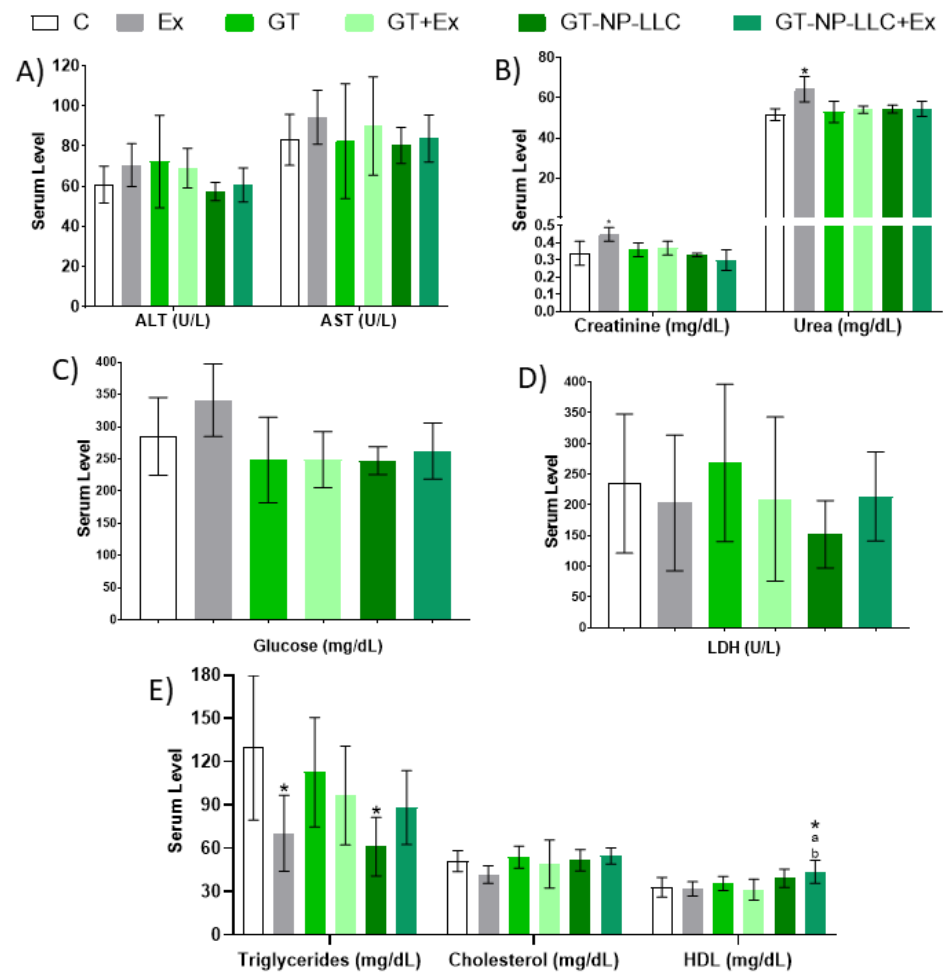 C Ex GT GT+Ex GT-NP-LLC GT-NP-LLC+Ex
A)
Serum Level
120
100
80
60
40
20
0
ALT (U/L) AST (U/L)
B)
Serum Level
80
60
40
20
0.5
0.4
0.3
0.2
0.1
0.0
*
*
Creatinine (mg/dL) Urea (mg/dL)
C)
Serum Level
400
350
300
250
200
150
100
50
0
Glucose (mg/dL)
D)
Serum Level
400
350
300
250
200
150
100
50
0
LDH (U/L)
E)
Serum Level
180
150
120
90
60
30
0
*
*
*
a
b
Triglycerides (mg/dL) Cholesterol (mg/dL) HDL (mg/dL)